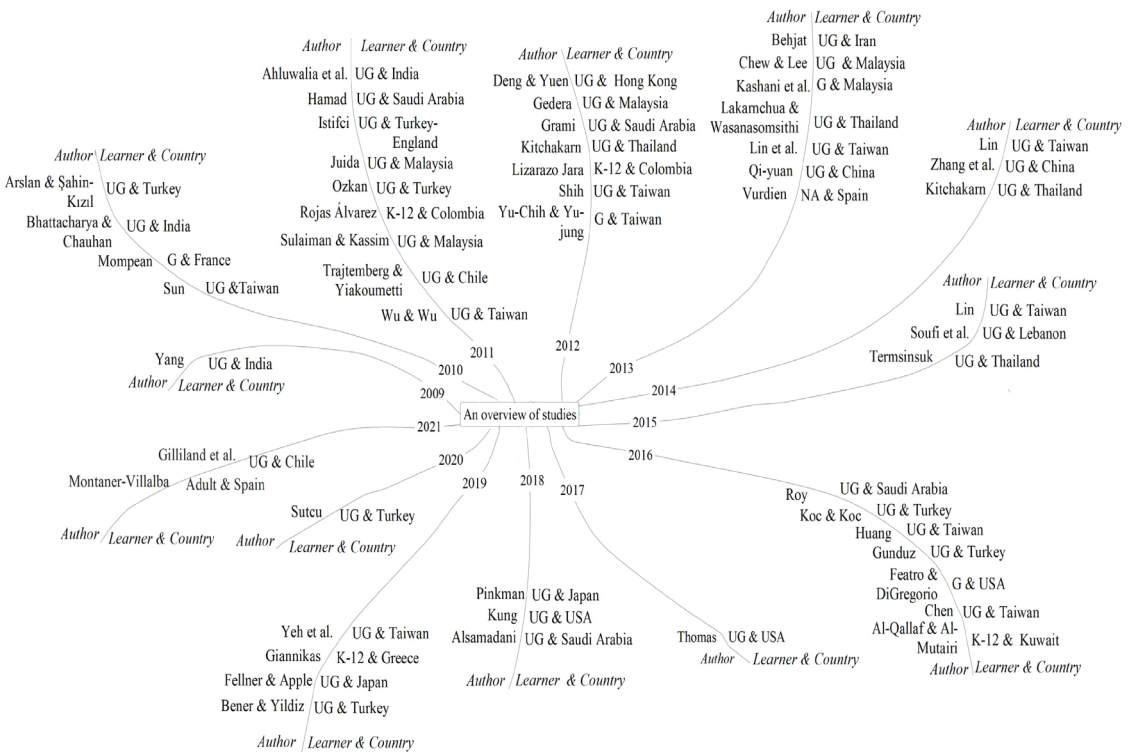 Author Learner & Country
Arslan & Şahin-Kızıl UG & Turkey
Bhattacharya & Chauhan UG & India
Mompean G & France
Sun UG &Taiwan
2010
Author Learner & Country
Ahluwalia et al. UG & India
Hamad UG & Saudi Arabia
Istifci UG & Turkey-England
Juida UG & Malaysia
Ozkan UG & Turkey
Rojas Álvarez K-12 & Colombia
Sulaiman & Kassim UG & Malaysia
Trajtemberg & Yiakoumetti UG & Chile
Wu & Wu UG & Taiwan
2011
Author Learner & Country
Deng & Yuen UG & Hong Kong
Gedera UG & Malaysia
Grami UG & Saudi Arabia
Kitchakarn UG & Thailand
Lizarazo Jara K-12 & Colombia
Shih UG & Taiwan
Yu-Chih & Yu-jung G & Taiwan
2012
Author Learner & Country
Behjat UG & Iran
Chew & Lee UG & Malaysia
Kashani et al. G & Malaysia
Lakarnchua & Wasanasomsithi UG & Thailand
Lin et al. UG & Taiwan
Qi-yuan UG & China
Vurdien NA & Spain
2013
Author Learner & Country
Lin UG & Taiwan
Zhang et al. UG & China
Kitchakarn UG & Thailand
2014
Author Learner & Country
Lin UG & Taiwan
Soufi et al. UG & Lebanon
Termsinsuk UG & Thailand
2015
Yang UG & India
Author Learner & Country
2009
An overview of studies
2021
Gilliland et al. UG & Chile
Montaner-Villalba Adult & Spain
Author Learner & Country
2020
Sutcu UG & Turkey
Author Learner & Country
2019
Yeh et al. UG & Taiwan
Giannikas K-12 & Greece
Fellner & Apple UG & Japan
Bener & Yildiz UG & Turkey
Author Learner & Country
2018
Pinkman UG & Japan
Kung UG & USA
Alsamadani UG & Saudi Arabia
Author Learner & Country
2017
Thomas UG & USA
Author Learner & Country
2016
Roy UG & Saudi Arabia
Koc & Koc UG & Turkey
Huang UG & Taiwan
Gunduz UG & Turkey
Featro & DiGregorio G & USA
Chen UG & Taiwan
Al-Qallaf & Al-Mutairi K-12 & Kuwait
Author Learner & Country